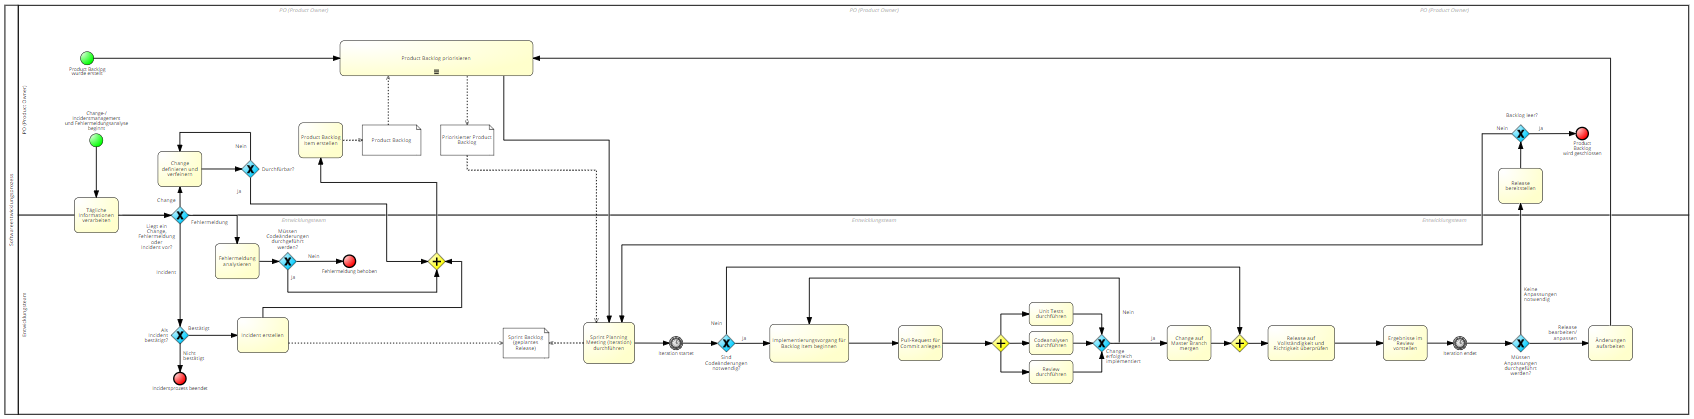 PO (Product Owner)
PO (Product Owner)
PO (Product Owner)
Softwareentwicklungsprozess
PO (Product Owner)
Entwicklungsteam
Product Backlog
wurde erstellt
Product Backlog priorisieren
Change-/
Incidentmanagement
und Fehlermeldungsanalyse
beginnt
Nein
Change
definieren und
verfeinern
Durchführbar?
Ja
Change
Product Backlog
Item erstellen
Product Backlog
Priorisierter Product
Backlog
Backlog leer?
Nein
Ja
Product
Backlog
wird geschlossen
Release
bereitstellen
Tägliche
Informationen
verarbeiten
Fehlermeldung
Liegt ein
Change,
Fehlermeldung
oder
Incident vor?
Entwicklungsteam
Entwicklungsteam
Entwicklungsteam
Müssen
Codeänderungen
durchgeführt
werden?
Fehlermeldung
analysieren
Nein
Ja
Fehlermeldung behoben
Incident
Als
Incident
bestätigt?
Bestätigt
Nicht
bestätigt
Incidentprozess beendet
Incident erstellen
Sprint Backlog
(geplantes
Release)
Sprint Planning
Meeting (Iteration)
durchführen
Iteration startet
Nein
Ja
Sind
Codeänderungen
notwendig?
Implementierungsvorgang für
Backlog Item beginnen
Pull-Request für
Commit anlegen
Unit Tests
durchführen
Codeanalysen
durchführen
Review
durchführen
Nein
Change
erfolgreich
implementiert
Ja
Change auf
Master Branch
mergen
Release auf
Vollständigkeit und
Richtigkeit überprüfen
Ergebnisse im
Review
vorstellen
Iteration endet
Keine
Anpassungen
notwendig
Müssen
Anpassungen
durchgeführt
werden?
Release
bearbeiten/
anpassen
Änderungen
aufarbeiten